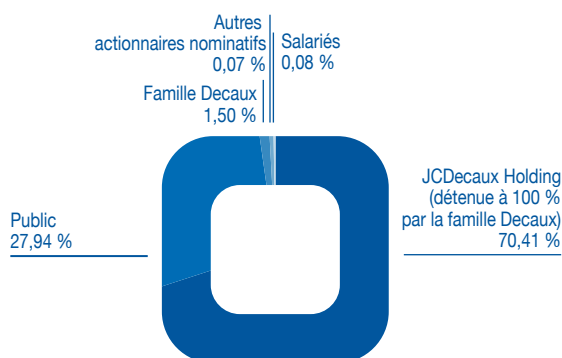 Autres
actionnaires nominatifs
0,07 %
Salariés
0,08 %
Famille Decaux
1,50 %
JCDecaux Holding
(détenue à 100 %
par la famille Decaux)
70,41 %
Public
27,94 %